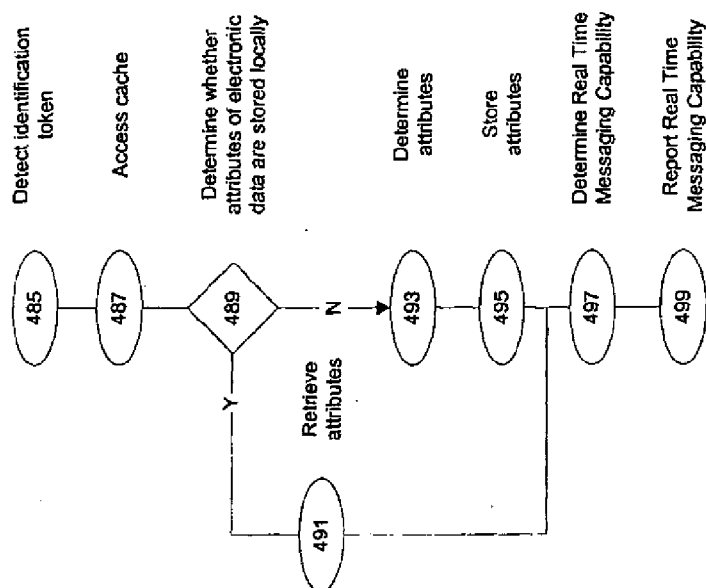 485
Detect identification
token
487
Access cache
489
Determine whether
attributes of electronic
data are stored locally
Y
N
491
Retrieve
attributes
493
Determine
attributes
495
Store
attributes
497
Determine Real Time
Messaging Capability
499
Report Real Time
Messaging Capability